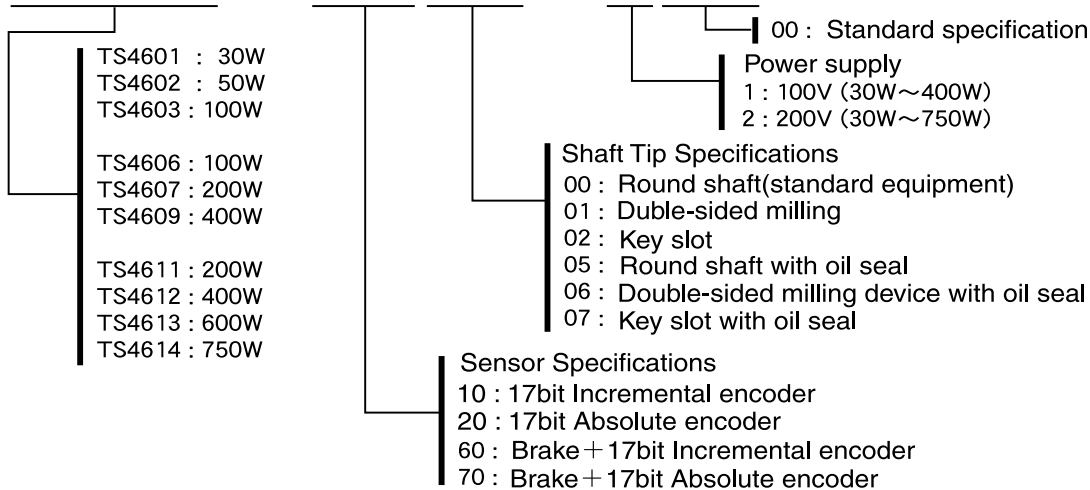 00 : Standard specification
Power supply
1 : 100V (30W～400W)
2 : 200V (30W～750W)
TS4601 : 30W
TS4602 : 50W
TS4603 : 100W
TS4606 : 100W
TS4607 : 200W
TS4609 : 400W
TS4611 : 200W
TS4612 : 400W
TS4613 : 600W
TS4614 : 750W
Shaft Tip Specifications
00 : Round shaft(standard equipment)
01 : Duble-sided milling
02 : Key slot
05 : Round shaft with oil seal
06 : Double-sided milling device with oil seal
07 : Key slot with oil seal
Sensor Specifications
10 : 17bit Incremental encoder
20 : 17bit Absolute encoder
60 : Brake＋17bit Incremental encoder
70 : Brake＋17bit Absolute encoder